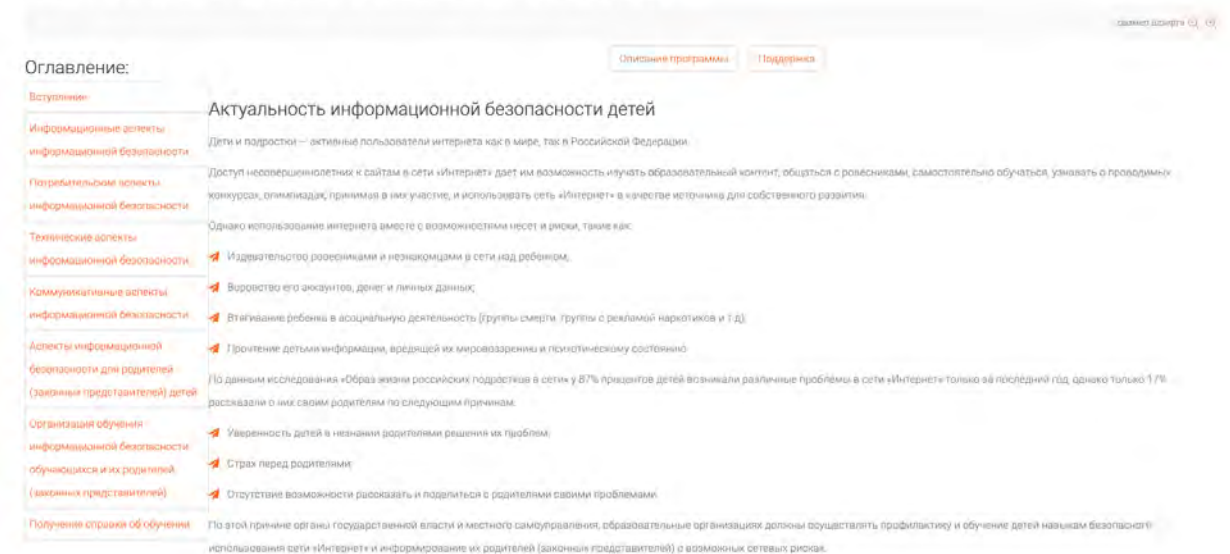 размер шрифта
Описание программы
Поддержка
Оглавление:
Вступление
Информационные аспекты
информационной безопасности
Потребительские аспекты
информационной безопасности
Технические аспекты
информационной безопасности
Коммуникативные аспекты
информационной безопасности
Аспекты информационной
безопасности для родителей
(законных представителей) детей
Организация обучения
информационной безопасности
обучающихся и их родителей
(законных представителей)
Получение справки об обучении
Актуальность информационной безопасности детей
Дети и подростки — активные пользователи интернета как в мире, так в Российской Федерации.
Доступ несовершеннолетних к сайтам в сети «Интернет» дает им возможность изучать образовательный контент, общаться с ровесниками, самостоятельно обучаться, узнавать о проводимых
конкурсах, олимпиадах, принимая в них участие, и использовать сеть «Интернет» в качестве источника для собственного развития.
Однако использование интернета вместе с возможностями несет и риски, такие как:
Издевательство ровесниками и незнакомцами в сети над ребенком;
Воровство его аккаунтов, денег и личных данных;
Втягивание ребенка в асоциальную деятельность (группы смерти, группы с рекламой наркотиков и т.д);
Прочтение детьми информации, вредящей их мировоззрению и психотическому состоянию
По данным исследования «Образ жизни российских подростков в сети» у 87% процентов детей возникали различные проблемы в сети «Интернет» только за последний год, однако только 17%
рассказали о них своим родителям по следующим причинам:
Уверенность детей в незнании родителями решения их проблем;
Страх перед родителями;
Отсутствие возможности рассказать и поделиться с родителями своими проблемами.
По этой причине органы государственной власти и местного самоуправления, образовательные организациях должны осуществлять профилактику и обучение детей навыкам безопасного
использования сети «Интернет» и информирование их родителей (законных представителей) о возможных сетевых рисках.